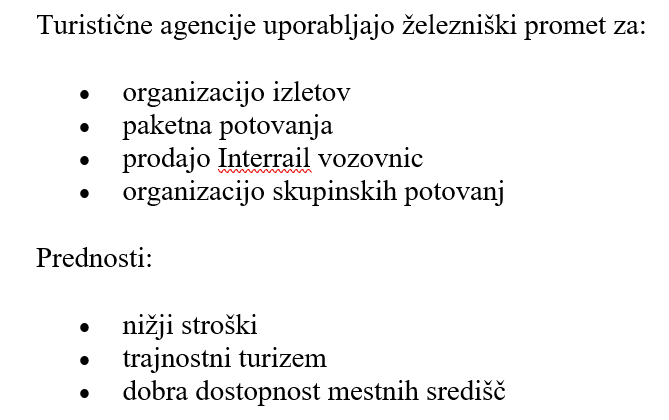 Turistične agencije uporabljajo železniški promet za:
• organizacijo izletov
• paketna potovanja
• prodajo Interrail vozovnic
• organizacijo skupinskih potovanj
Prednosti:
• nižji stroški
• trajnostni turizem
• dobra dostopnost mestnih središč